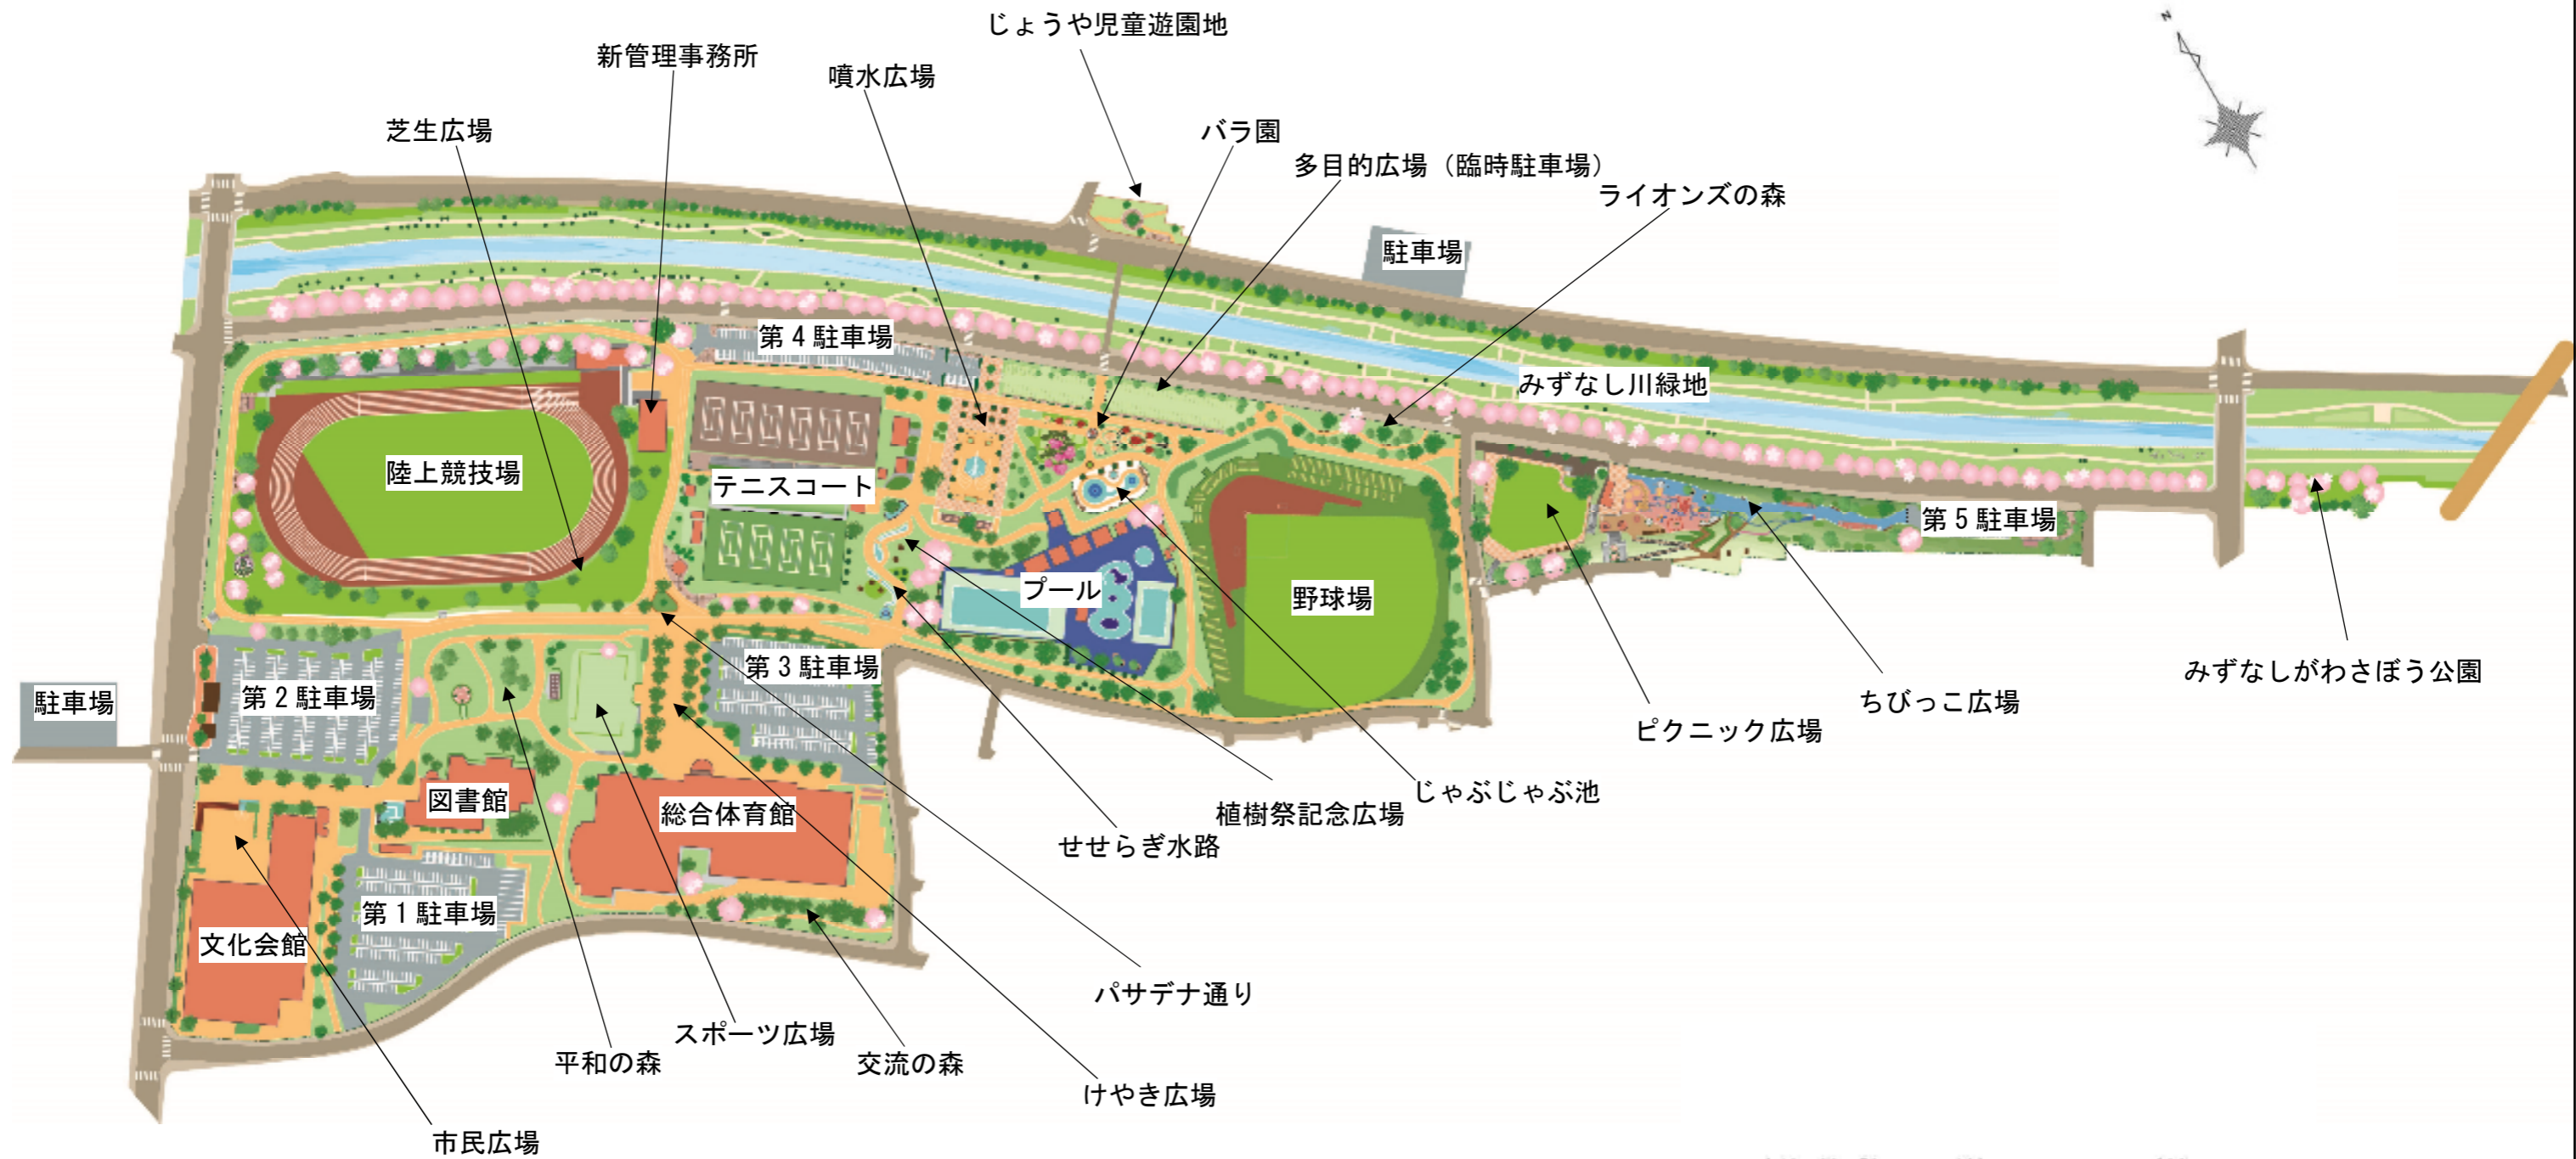 じょうや児童遊園地
新管理事務所
噴水広場
芝生広場
バラ園
多目的広場（臨時駐車場）
ライオンズの森
N
駐車場
第４駐車場
みずなし川緑地
陸上競技場
テニスコート
第５駐車場
プール
野球場
第３駐車場
第２駐車場
駐車場
みずなしがわさぼう公園
ちびっこ広場
ピクニック広場
じゃぶじゃぶ池
植樹祭記念広場
せせらぎ水路
図書館
総合体育館
第１駐車場
文化会館
パサデナ通り
スポーツ広場
平和の森
交流の森
けやき広場
市民広場